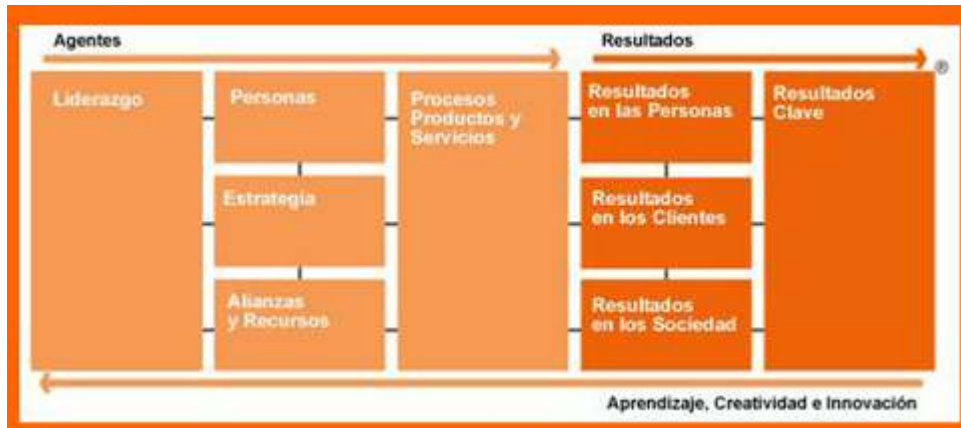 Agentes
Resultados
®
Liderazgo
Personas
Procesos
Productos y
Servicios
Resultados
en las Personas
Resultados
Clave
Estrategia
Resultados
en los Clientes
Alianzas
y Recursos
Resultados
en los Sociedad
Aprendizaje, Creatividad e Innovación